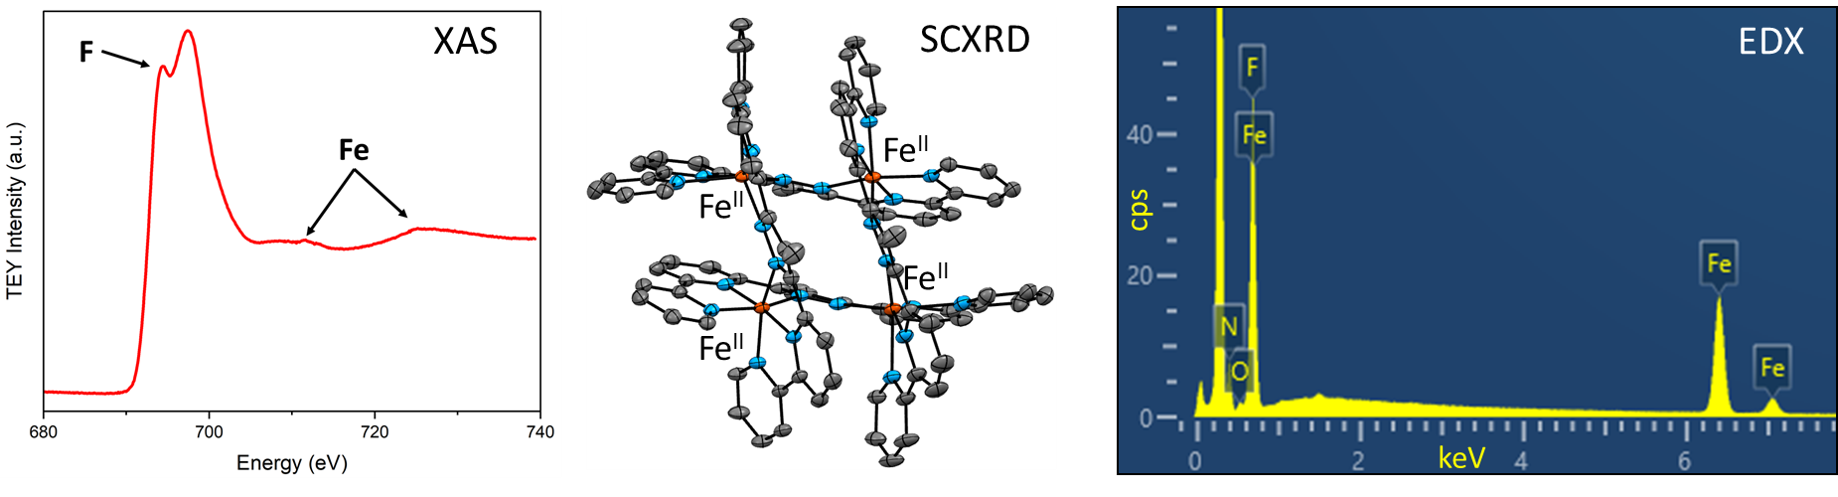 XAS
F
Fe
TEY Intensity (a.u.)
680 700 720 740
Energy (eV)
SCXRD
Fe^II
Fe^II
Fe^II
Fe^II
EDX
F
Fe
N
O
Fe
Fe
cps
40
20
0
0 2 4 6
keV